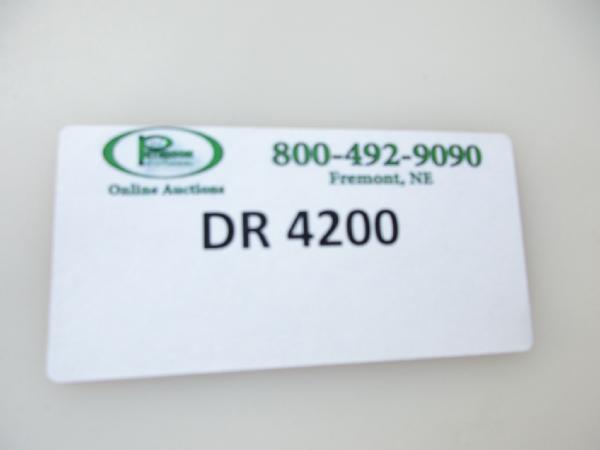 800-492-9090
Fremont, NE
Online Auctions
DR 4200